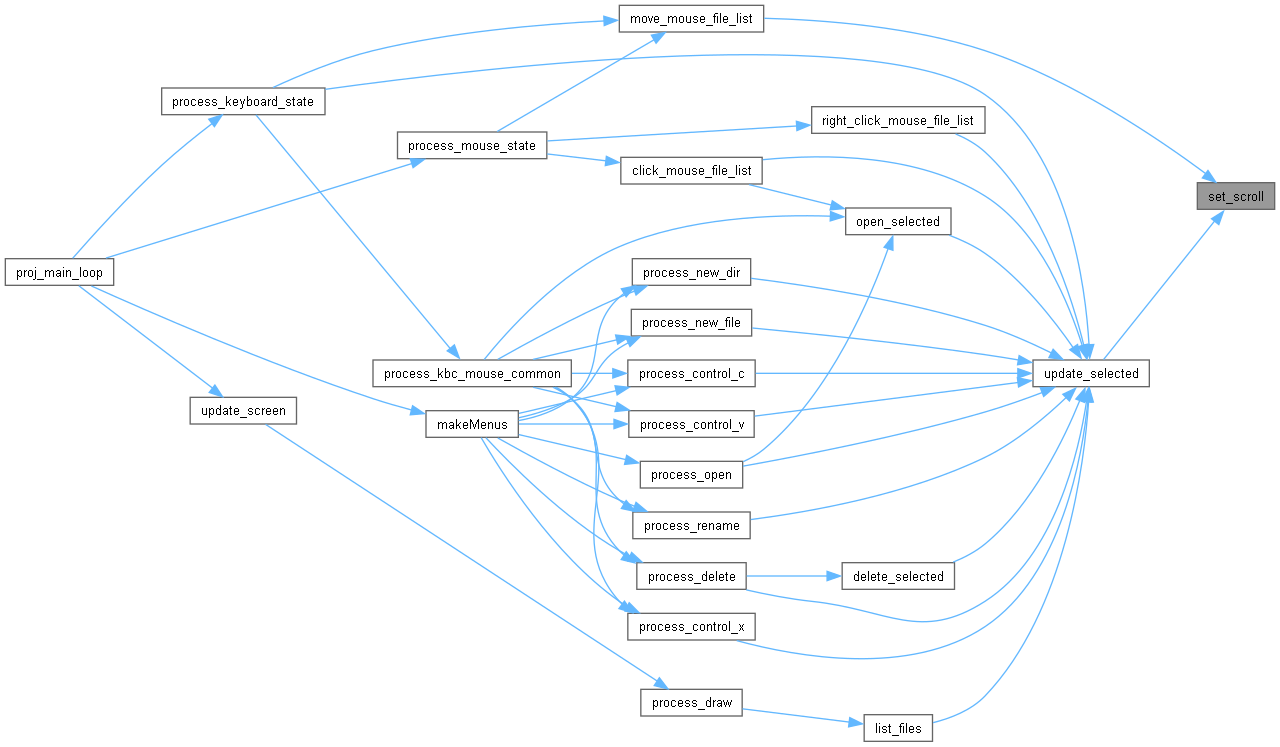 move_mouse_file_list
process_keyboard_state
right_click_mouse_file_list
process_mouse_state
click_mouse_file_list
set_scroll
open_selected
proj_main_loop
process_new_dir
process_new_file
process_kbc_mouse_common
process_control_c
update_selected
update_screen
makeMenus
process_control_v
process_open
process_rename
process_delete
delete_selected
process_control_x
process_draw
list_files